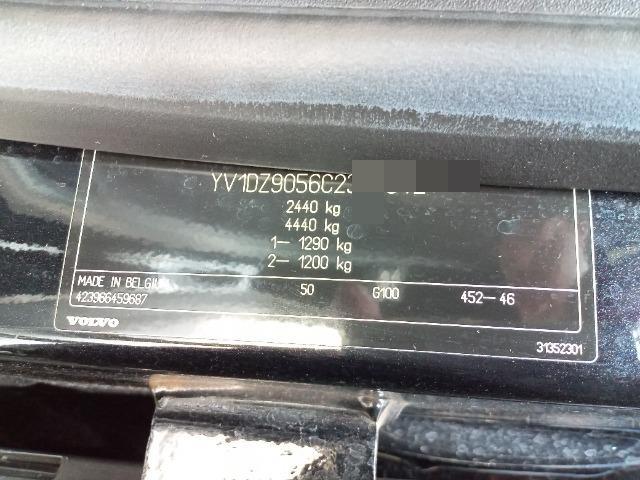 YV1DZ9056C23
2440 kg
4440 kg
1- 1290 kg
2- 1200 kg
MADE IN BELGIUM 50 G100 452-46
423966459687
VOLVO
31352301